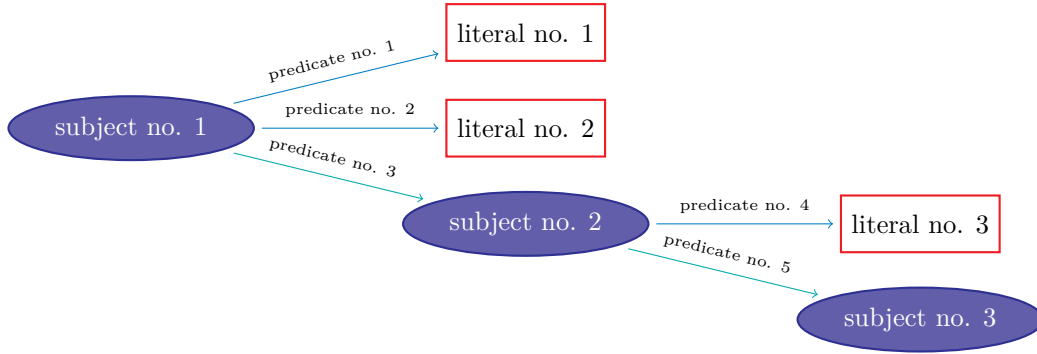 literal no. 1
predicate no. 1
predicate no. 2
subject no. 1
literal no. 2
predicate no. 3
predicate no. 4
subject no. 2
literal no. 3
predicate no. 5
subject no. 3